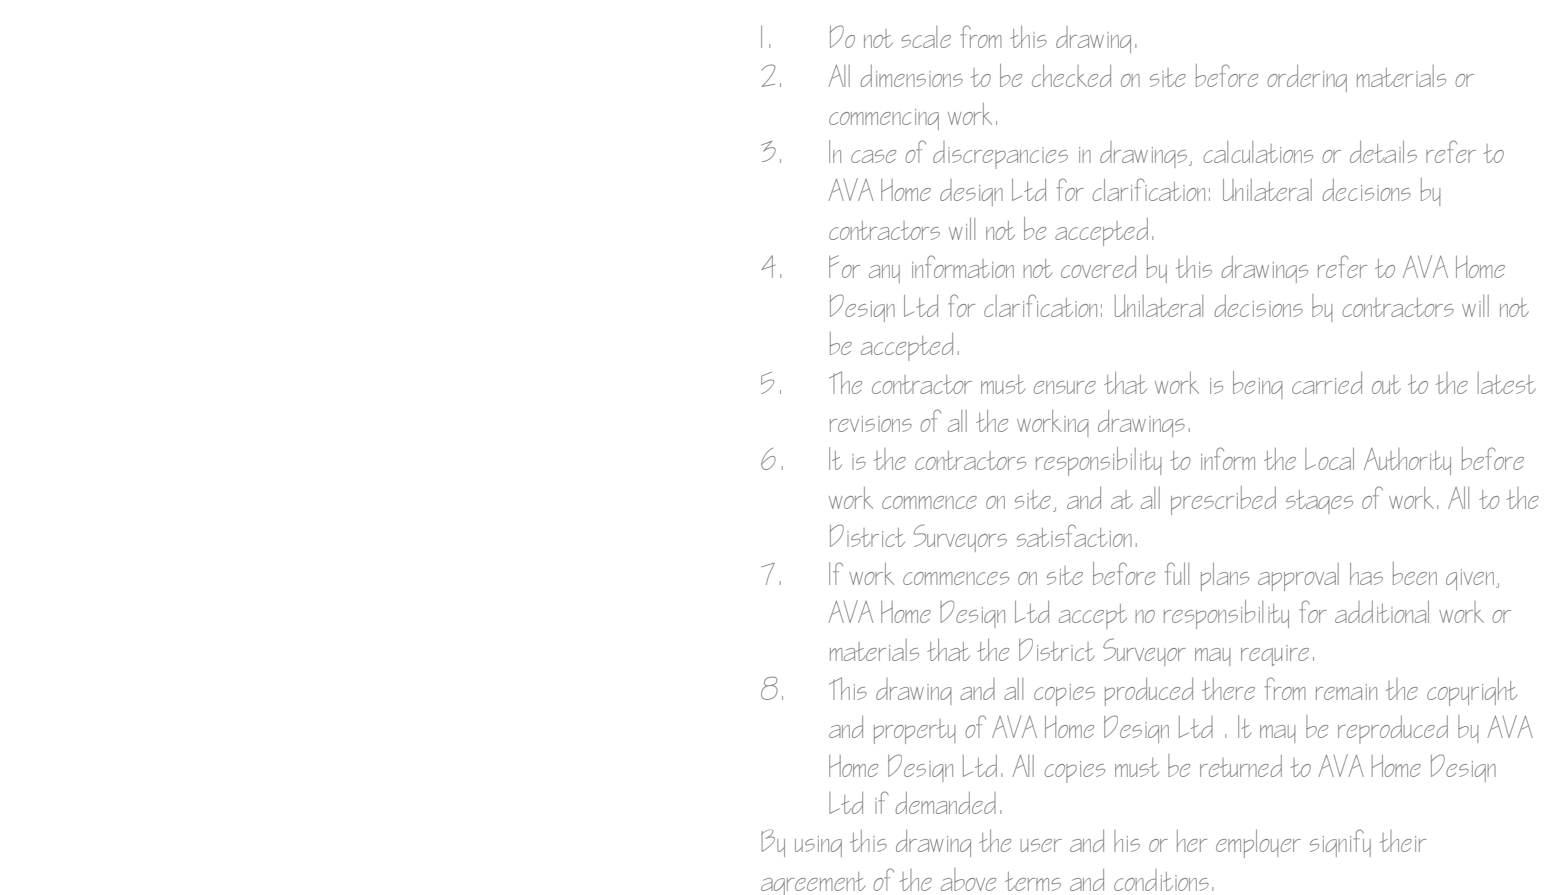 1. Do not scale from this drawing.
2. All dimensions to be checked on site before ordering materials or
commencing work.
3. In case of discrepancies in drawings, calculations or details refer to
AVA Home design Ltd for clarification: Unilateral decisions by
contractors will not be accepted.
4. For any information not covered by this drawings refer to AVA Home
Design Ltd for clarification: Unilateral decisions by contractors will not
be accepted.
5. The contractor must ensure that work is being carried out to the latest
revisions of all the working drawings.
6. It is the contractors responsibility to inform the Local Authority before
work commence on site, and at all prescribed stages of work. All to the
District Surveyors satisfaction.
7. If work commences on site before full plans approval has been given,
AVA Home Design Ltd accept no responsibility for additional work or
materials that the District Surveyor may require.
8. This drawing and all copies produced there from remain the copyright
and property of AVA Home Design Ltd . It may be reproduced by AVA
Home Design Ltd. All copies must be returned to AVA Home Design
Ltd if demanded.
By using this drawing the user and his or her employer signify their
agreement of the above terms and conditions.